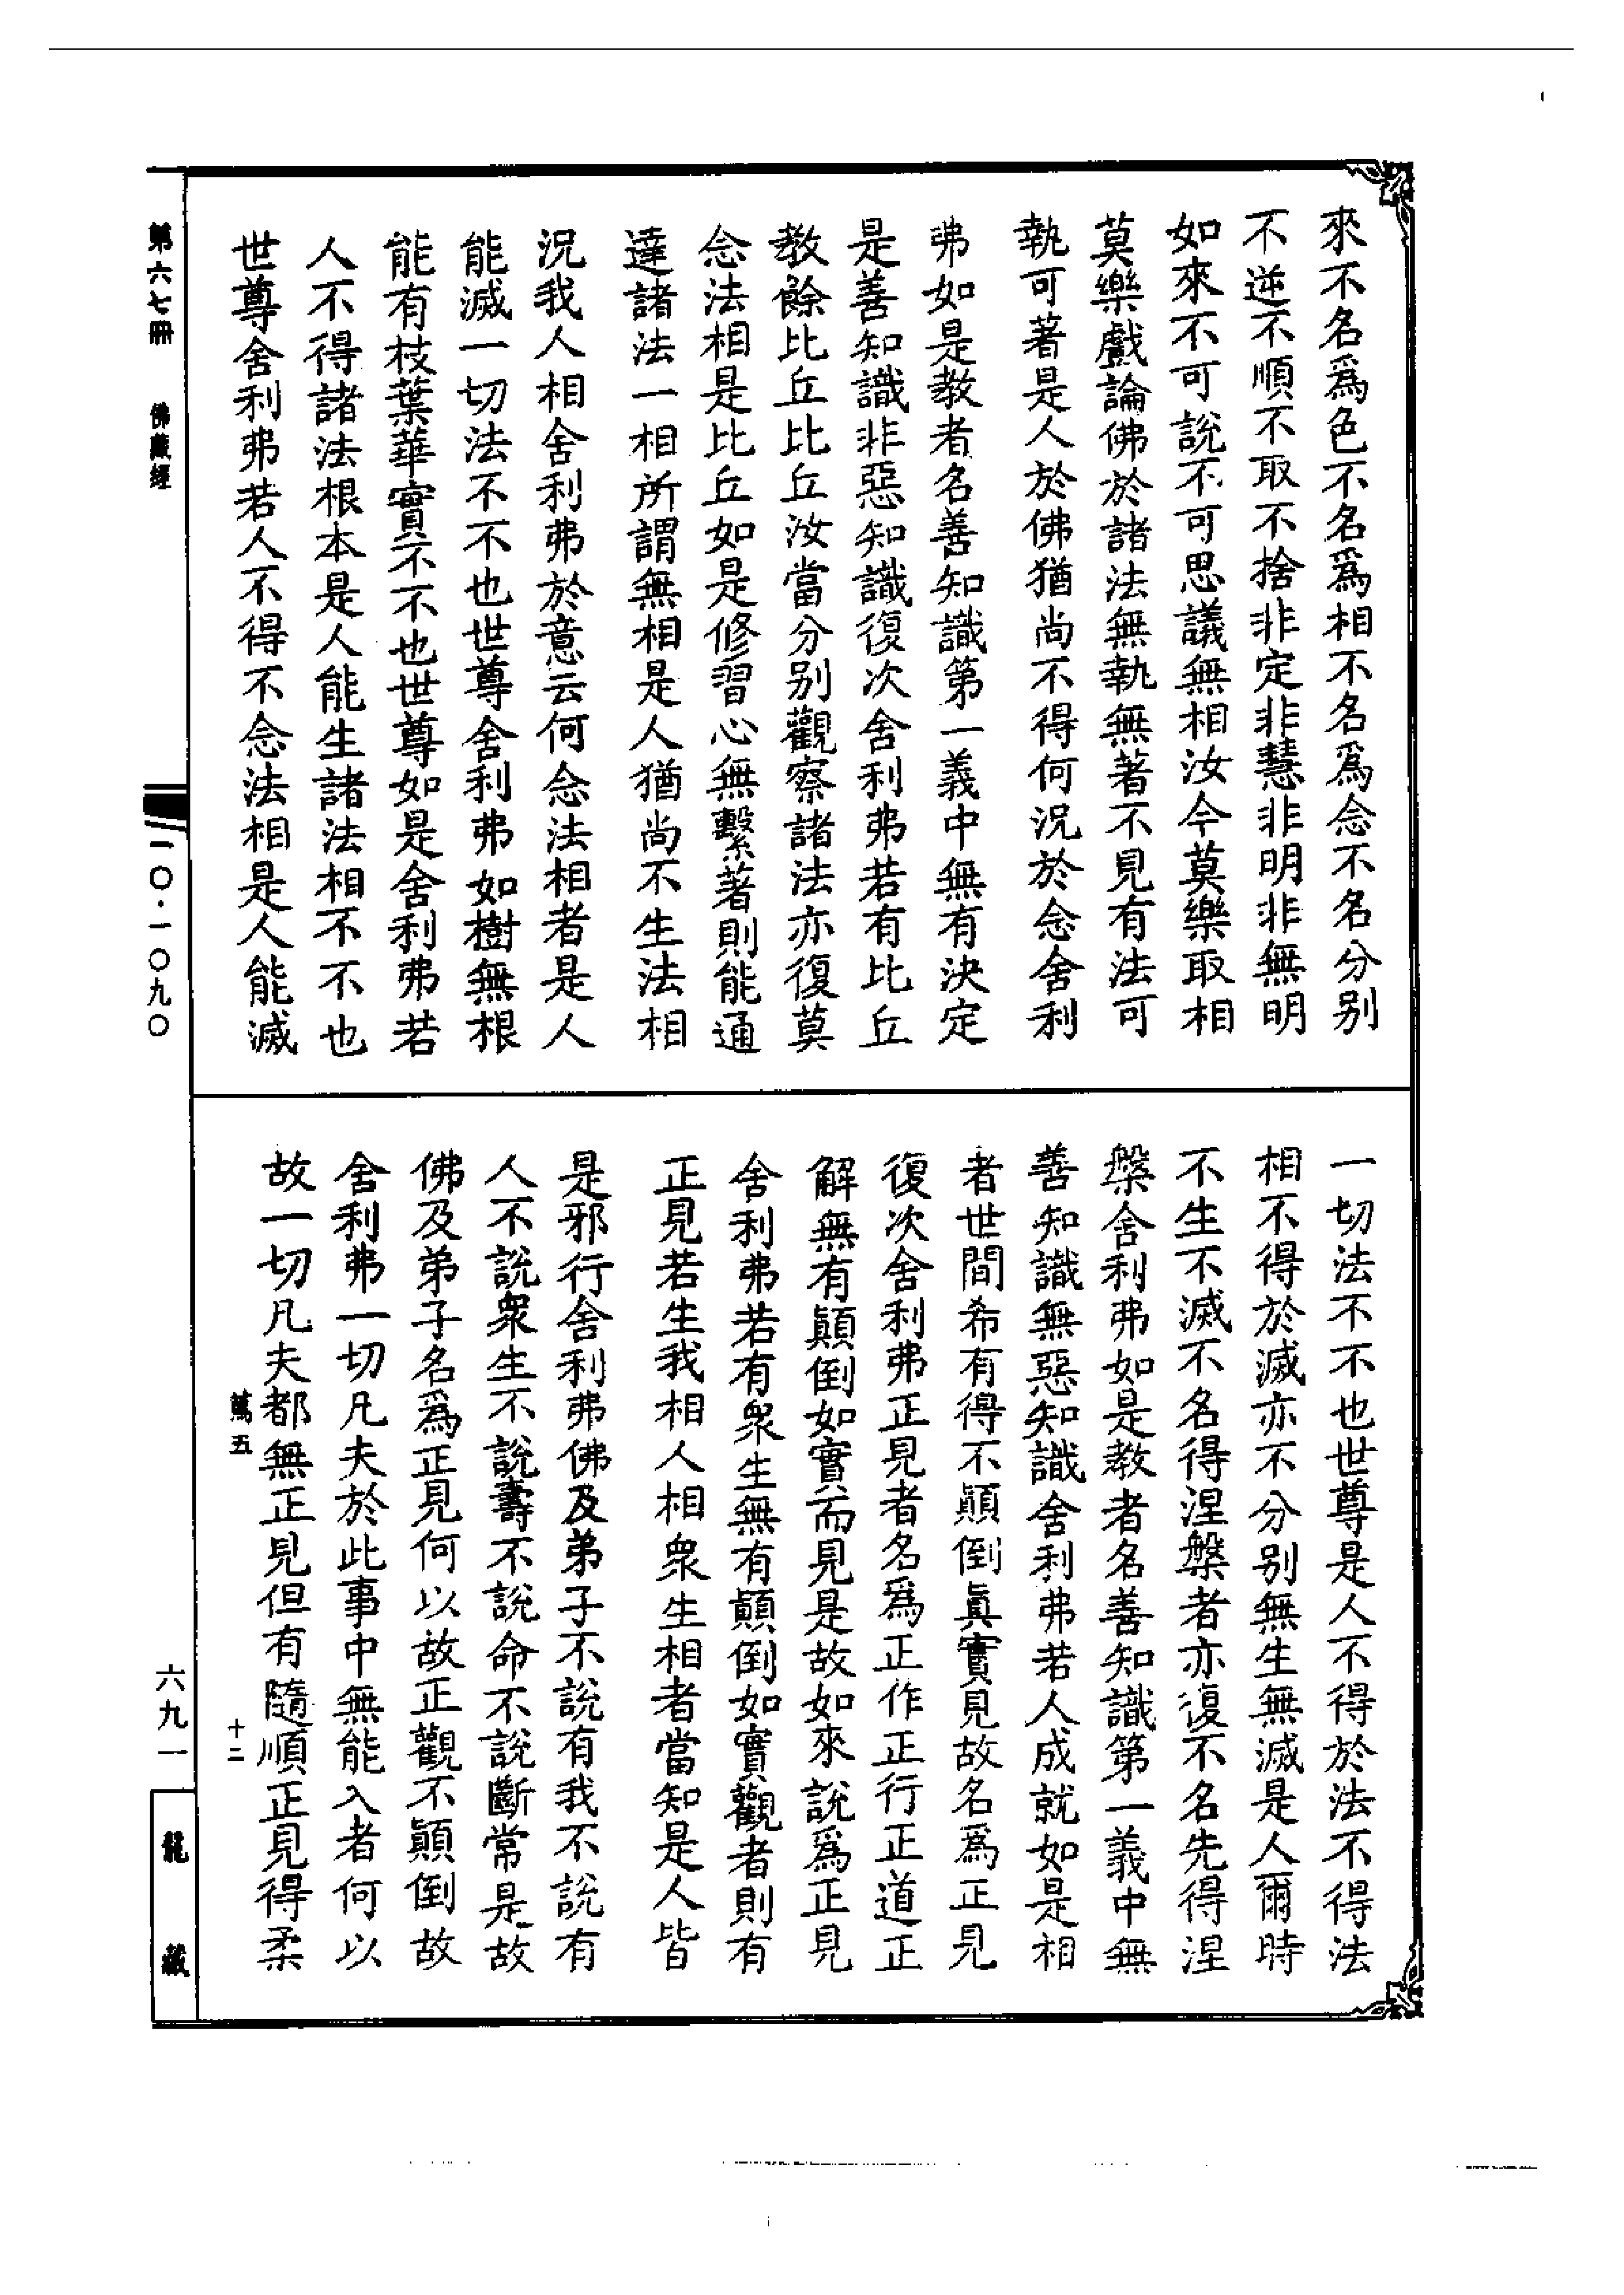 來不名爲色不名爲相不名爲念不名分别
不逆不順不取不捨非定非慧非明非無明
如來不可說不可思議無相汝今莫樂取相
莫樂戲論佛於諸法無執無著不見有法可
執可著是人於佛猶尚不得何況於念舍利
弗如是教者名善知識第一義中無有決定
是善知識非惡知識復次舍利弗若有比丘
教餘比丘比丘汝當分别觀察諸法亦復莫
念法相是比丘如是修習心無繫著則能通
達諸法一相所謂無相是人猶尚不生法相
況我人相舍利弗於意云何念法相者是人
能滅一切法不不也世尊舍利弗如樹無根
能有枝葉華實不不也世尊如是舍利弗若
人不得諸法根本是人能生諸法相不不也
世尊舍利弗若人不得不念法相是人能滅
一切法不不也世尊是人不得於法不得法
相不得於滅亦不分别無生無滅是人爾時
不生不滅不名得涅槃者亦復不名先得涅
槃舍利弗如是教者名善知識第一義中無
善知識無惡知識舍利弗若人成就如是相
者世間希有得不顛倒眞實見故名爲正見
復次舍利弗正見者名爲正作正行正道正
解無有顛倒如實而見是故如來說爲正見
舍利弗若有衆生無有顛倒如實觀者則有
正見若生我相人相衆生相者當知是人皆
是邪行舍利弗佛及弟子不說有我不說有
人不說衆生不說壽不說命不說斷常是故
佛及弟子名爲正見何以故正觀不顛倒故
舍利弗一切凡夫於此事中無能入者何以
故一切凡夫都無正見但有隨順正見得柔
萬五 十二
第六七冊 佛藏經 一〇·一〇九〇 六九一 龍藏